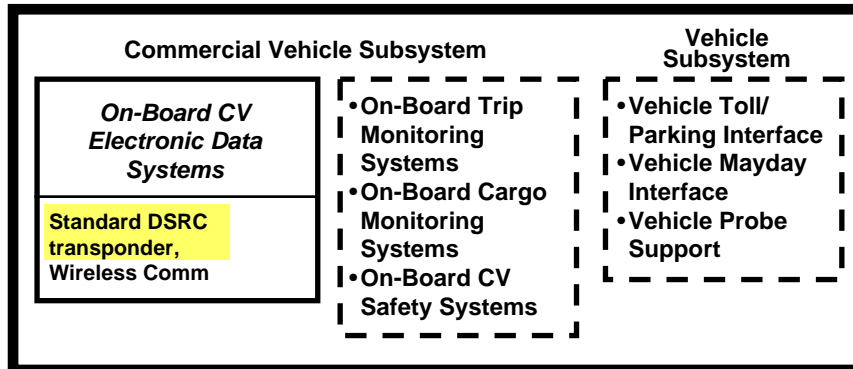 Commercial Vehicle Subsystem
On-Board CV
Electronic Data
Systems
Standard DSRC
transponder,
Wireless Comm
•On-Board Trip
Monitoring
Systems
•On-Board Cargo
Monitoring
Systems
•On-Board CV
Safety Systems
Vehicle
Subsystem
•Vehicle Toll/
Parking Interface
•Vehicle Mayday
Interface
•Vehicle Probe
Support